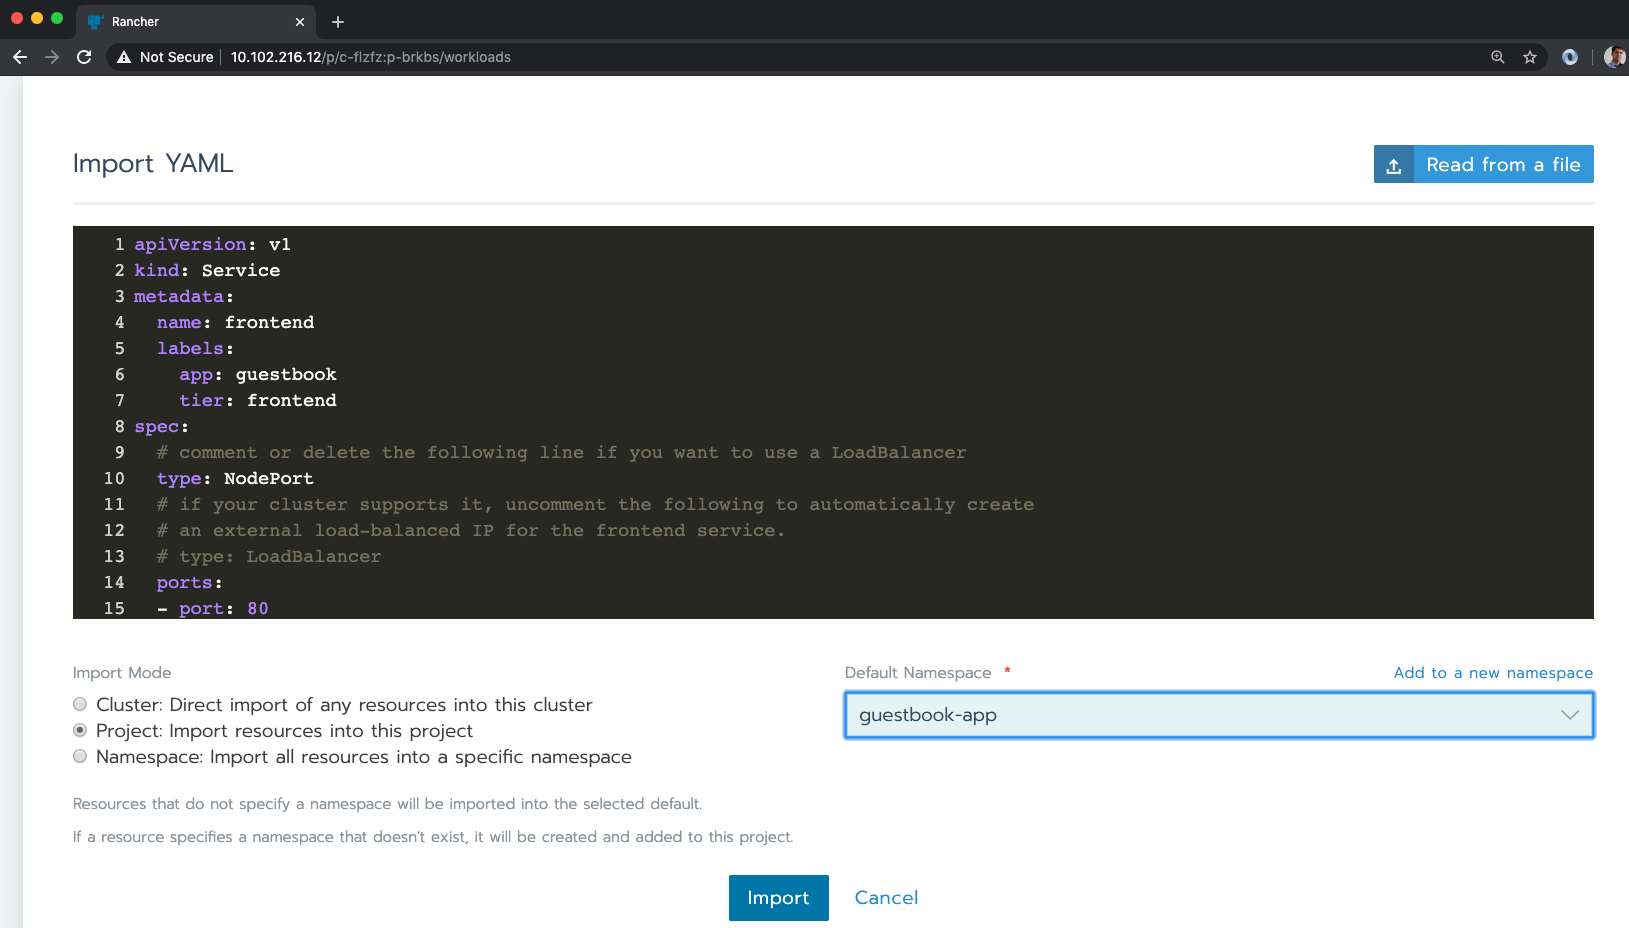 Rancher
Not Secure 10.102.216.12/p/c-flzfz:p-brkbs/workloads
Import YAML
Read from a file
1 apiVersion: v1
2 kind: Service
3 metadata:
4 name: frontend
5 labels:
6 app: guestbook
7 tier: frontend
8 spec:
9 # comment or delete the following line if you want to use a LoadBalancer
10 type: NodePort
11 # if your cluster supports it, uncomment the following to automatically create
12 # an external load-balanced IP for the frontend service.
13 # type: LoadBalancer
14 ports:
15 - port: 80
Import Mode
Cluster: Direct import of any resources into this cluster
Project: Import resources into this project
Namespace: Import all resources into a specific namespace
Resources that do not specify a namespace will be imported into the selected default.
If a resource specifies a namespace that doesn't exist, it will be created and added to this project.
Default Namespace *
Add to a new namespace
guestbook-app
Import
Cancel